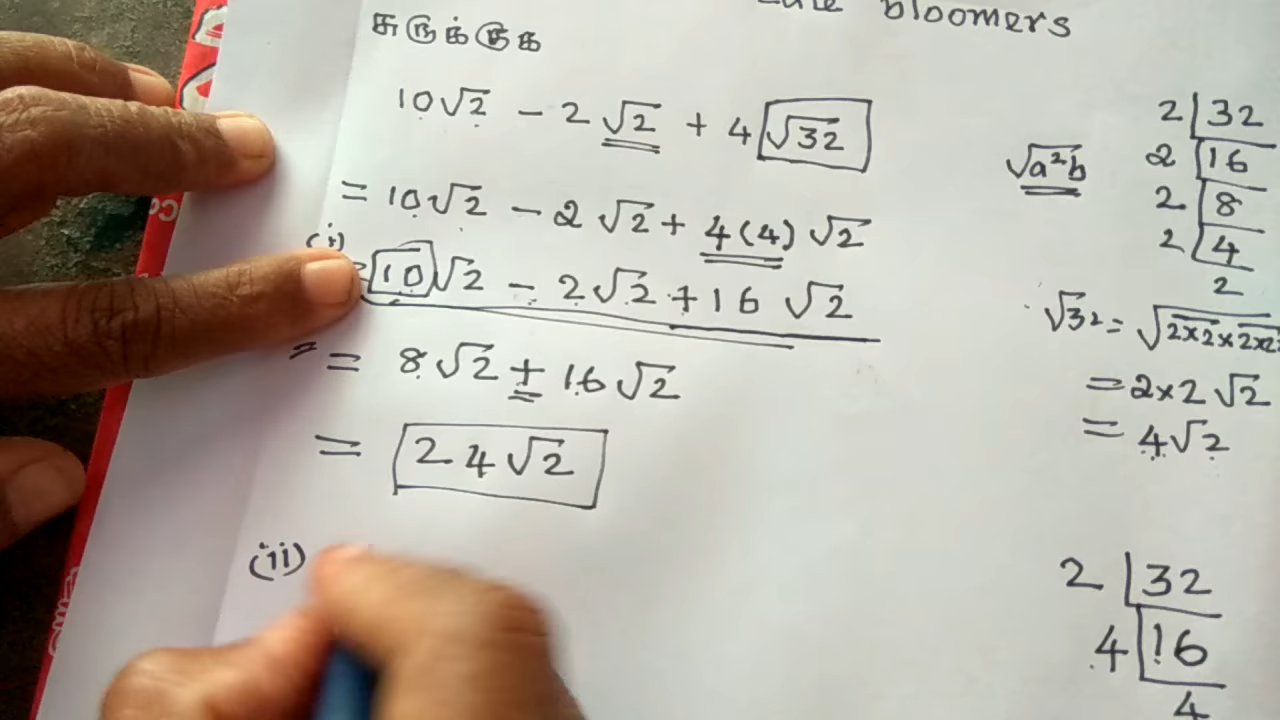 bloomers
சுருக்குக
10√2 − 2√2 + 4√32
= 10√2 − 2√2 + 4(4)√2
(i)
= 10√2 − 2√2 + 16√2
= = 8√2 + 16√2
= 24√2
(ii)
√a²b
2 | 32
2 | 16
2 | 8
2 | 4
2
√32 = √2×2×2×2
= 2×2√2
= 4√2
2 | 32
4 | 16
4